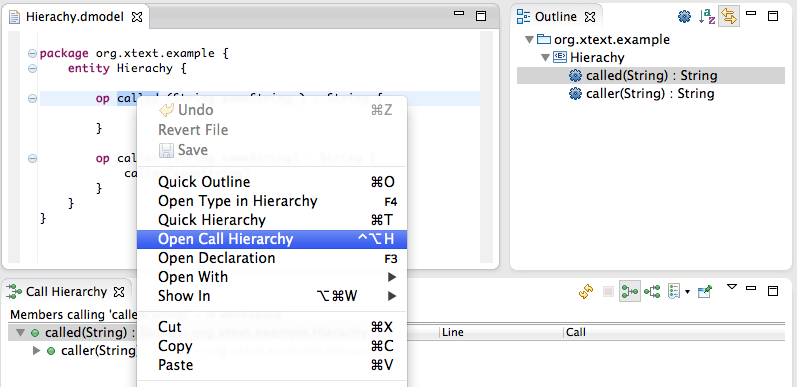 Hierachy.dmodel
package org.xtext.example {
entity Hierachy {
op called
}
op
}
}
}
Undo ⌘Z
Revert File
Save
Quick Outline ⌘O
Open Type in Hierarchy F4
Quick Hierarchy ⌘T
Open Call Hierarchy ^⌥H
Open Declaration F3
Open With
Show In ⌥⌘W
Cut ⌘X
Copy ⌘C
Paste ⌘V
Outline
org.xtext.example
Hierachy
called(String) : String
caller(String) : String
Call Hierarchy
Members calling
called(String) :
caller(String)
Line Call